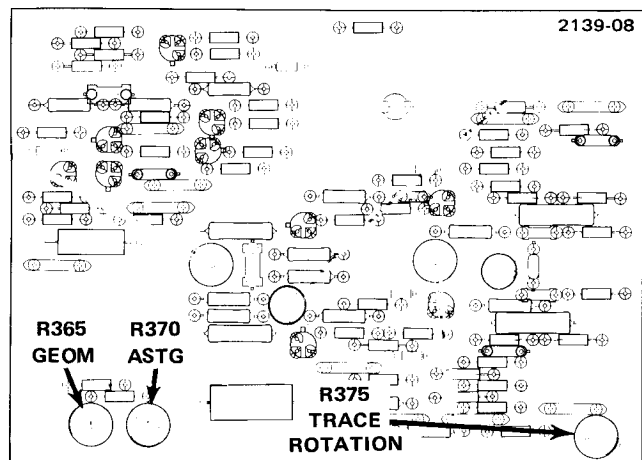 2139-08
R365
GEOM
R370
ASTG
R375
TRACE
ROTATION